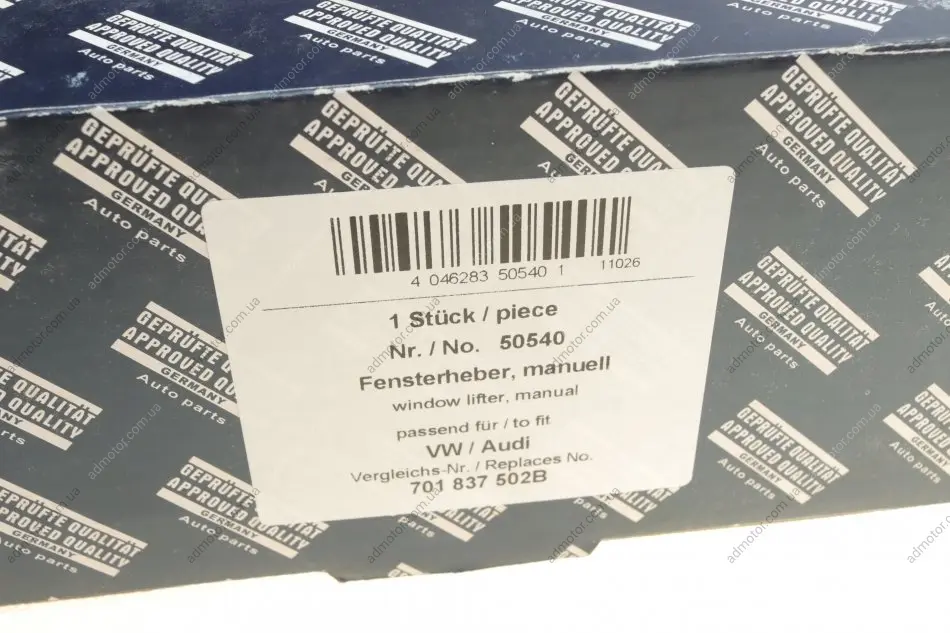 GEPRÜFTE QUALITÄT
APPROVED QUALITY
GERMANY
Auto parts
4 046283 50540 1 11026
1 Stück / piece
Nr. / No. 50540
Fensterheber, manuell
window lifter, manual
passend für / to fit
VW / Audi
Vergleichs-Nr. / Replaces No.
701 837 502B
admotor.com.ua